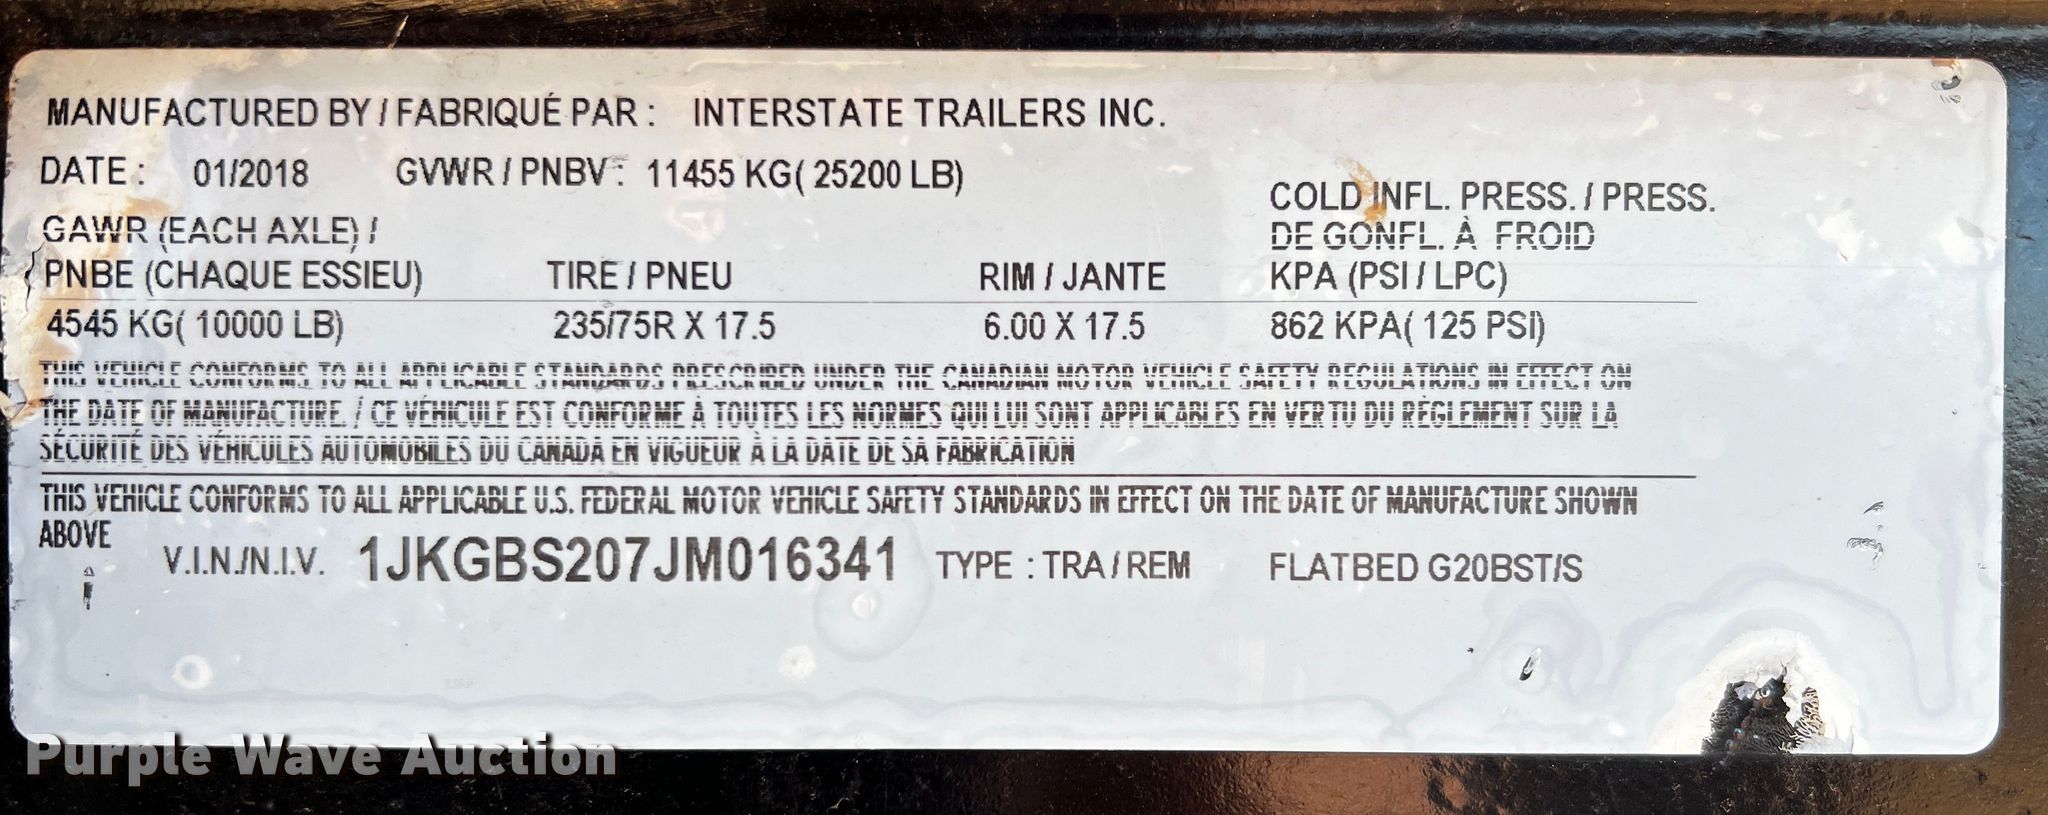 MANUFACTURED BY / FABRIQUÉ PAR : INTERSTATE TRAILERS INC.
DATE : 01/2018 GVWR / PNBV : 11455 KG( 25200 LB)
GAWR (EACH AXLE) /
PNBE (CHAQUE ESSIEU) TIRE / PNEU RIM / JANTE
COLD INFL. PRESS. / PRESS.
DE GONFL. À FROID
KPA (PSI / LPC)
4545 KG( 10000 LB) 235/75R X 17.5 6.00 X 17.5 862 KPA( 125 PSI)
THIS VEHICLE CONFORMS TO ALL APPLICABLE STANDARDS PRESCRIBED UNDER THE CANADIAN MOTOR VEHICLE SAFETY REGULATIONS IN EFFECT ON
THE DATE OF MANUFACTURE. / CE VÉHICULE EST CONFORME À TOUTES LES NORMES QUI LUI SONT APPLICABLES EN VERTU DU RÈGLEMENT SUR LA
SÉCURITÉ DES VÉHICULES AUTOMOBILES DU CANADA EN VIGUEUR À LA DATE DE SA FABRICATION
THIS VEHICLE CONFORMS TO ALL APPLICABLE U.S. FEDERAL MOTOR VEHICLE SAFETY STANDARDS IN EFFECT ON THE DATE OF MANUFACTURE SHOWN
ABOVE
V.I.N./N.I.V. 1JKGBS207JM016341 TYPE : TRA / REM FLATBED G20BST/S
Purple Wave Auction